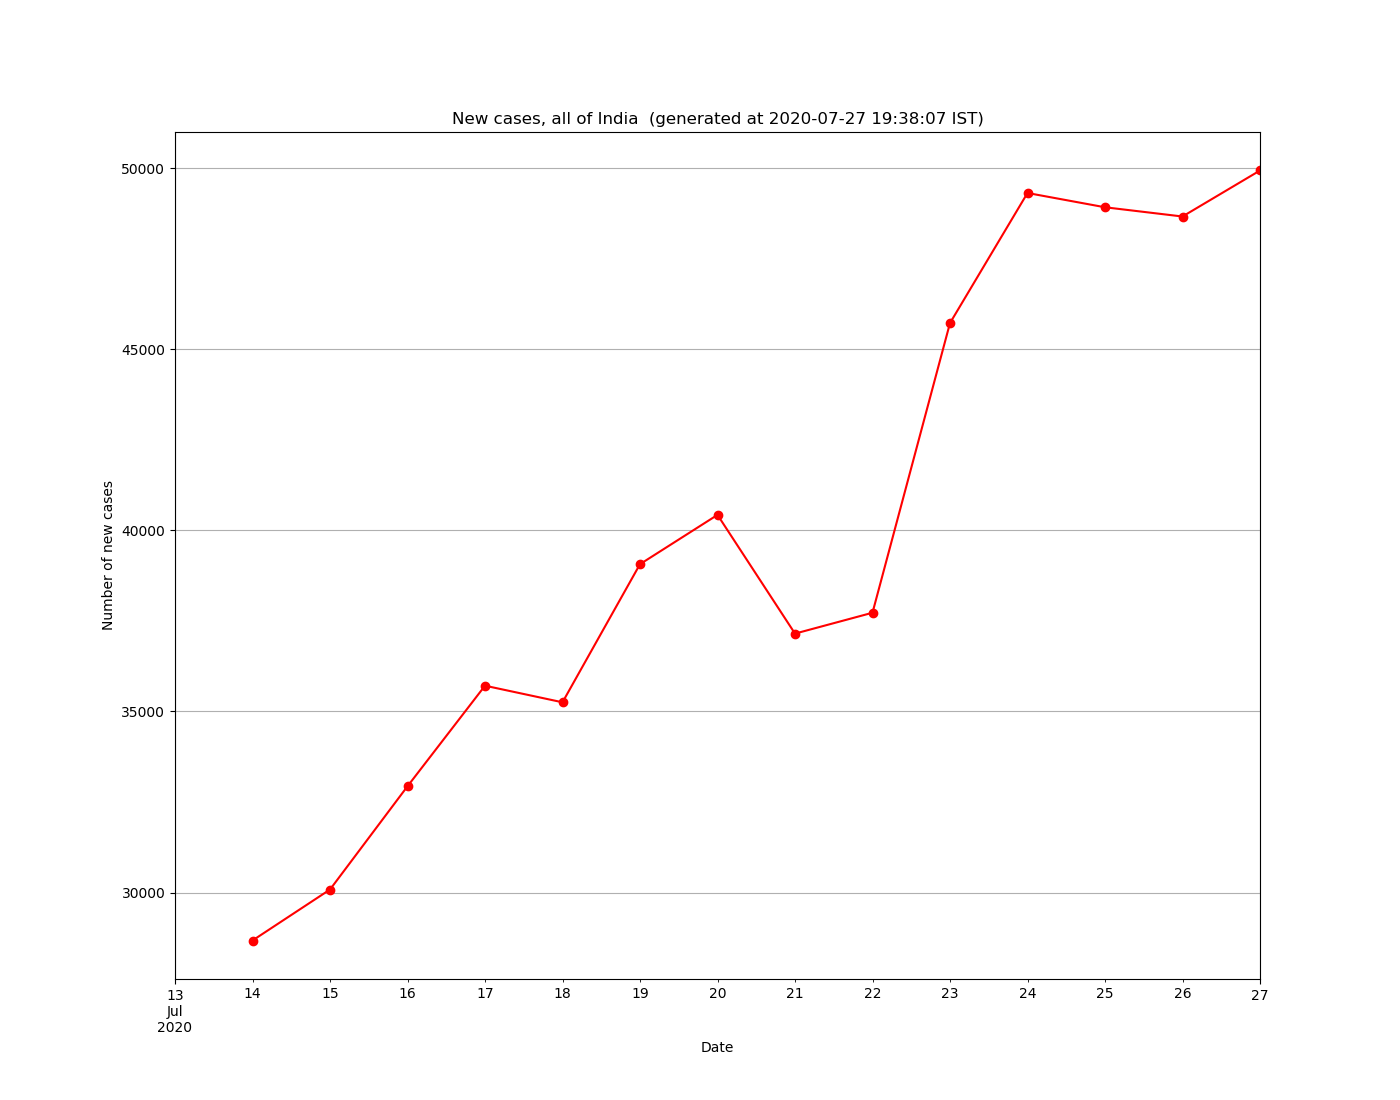 New cases, all of India  (generated at 2020-07-27 19:38:07 IST)
50000
45000
40000
35000
30000
Number of new cases
13 14 15 16 17 18 19 20 21 22 23 24 25 26 27
Jul
2020
Date